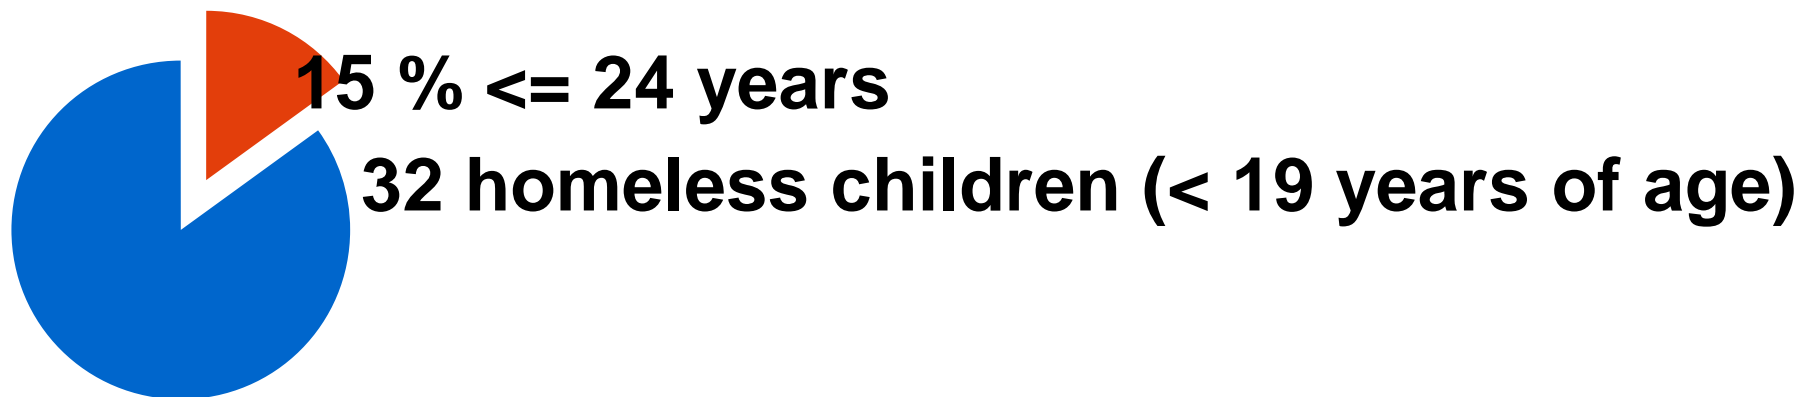 15 % <= 24 years
32 homeless children (< 19 years of age)